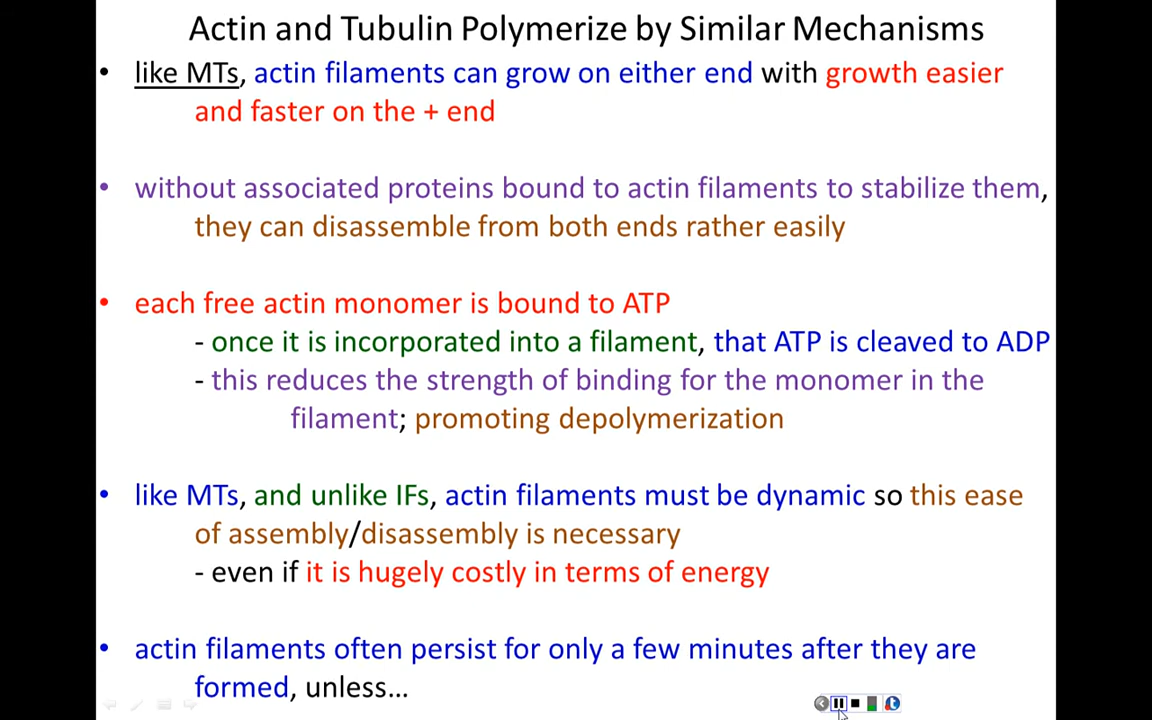 Actin and Tubulin Polymerize by Similar Mechanisms
• like MTs, actin filaments can grow on either end with growth easier
and faster on the + end
• without associated proteins bound to actin filaments to stabilize them,
they can disassemble from both ends rather easily
• each free actin monomer is bound to ATP
- once it is incorporated into a filament, that ATP is cleaved to ADP
- this reduces the strength of binding for the monomer in the
filament; promoting depolymerization
• like MTs, and unlike IFs, actin filaments must be dynamic so this ease
of assembly/disassembly is necessary
- even if it is hugely costly in terms of energy
• actin filaments often persist for only a few minutes after they are
formed, unless...